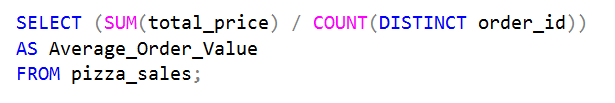 SELECT (SUM(total_price) / COUNT(DISTINCT order_id))
AS Average_Order_Value
FROM pizza_sales;